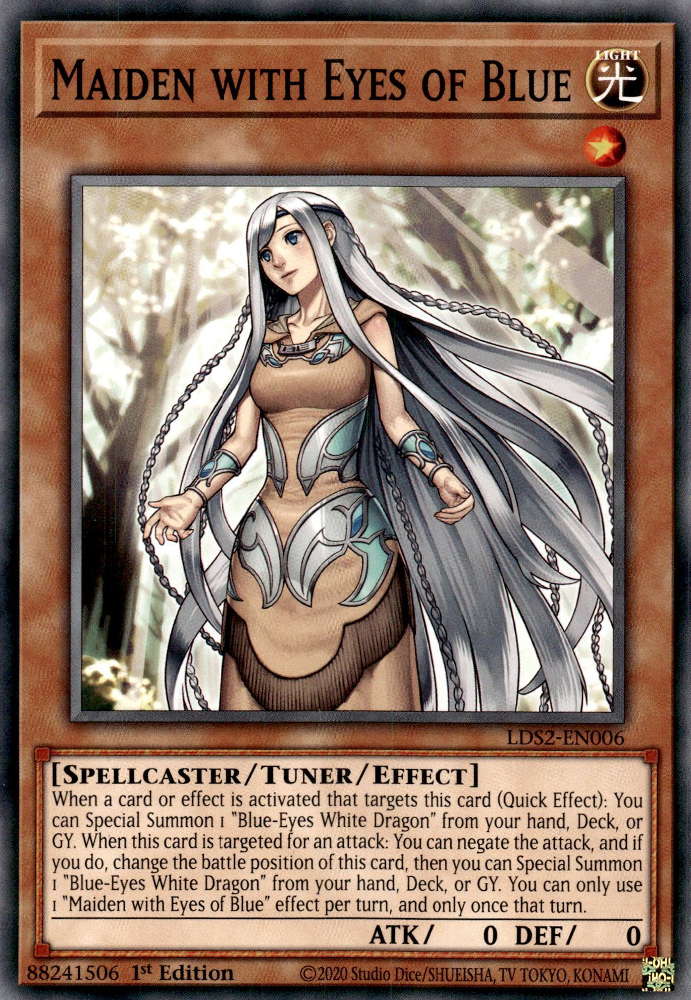 MAIDEN WITH EYES OF BLUE
LIGHT
光
LDS2-EN006
[SPELLCASTER/TUNER/EFFECT]
When a card or effect is activated that targets this card (Quick Effect): You
can Special Summon 1 "Blue-Eyes White Dragon" from your hand, Deck, or
GY. When this card is targeted for an attack: You can negate the attack, and if
you do, change the battle position of this card, then you can Special Summon
1 "Blue-Eyes White Dragon" from your hand, Deck, or GY. You can only use
1 "Maiden with Eyes of Blue" effect per turn, and only once that turn.
ATK/ 0 DEF/ 0
88241506 1st Edition ©2020 Studio Dice/SHUEISHA, TV TOKYO, KONAMI